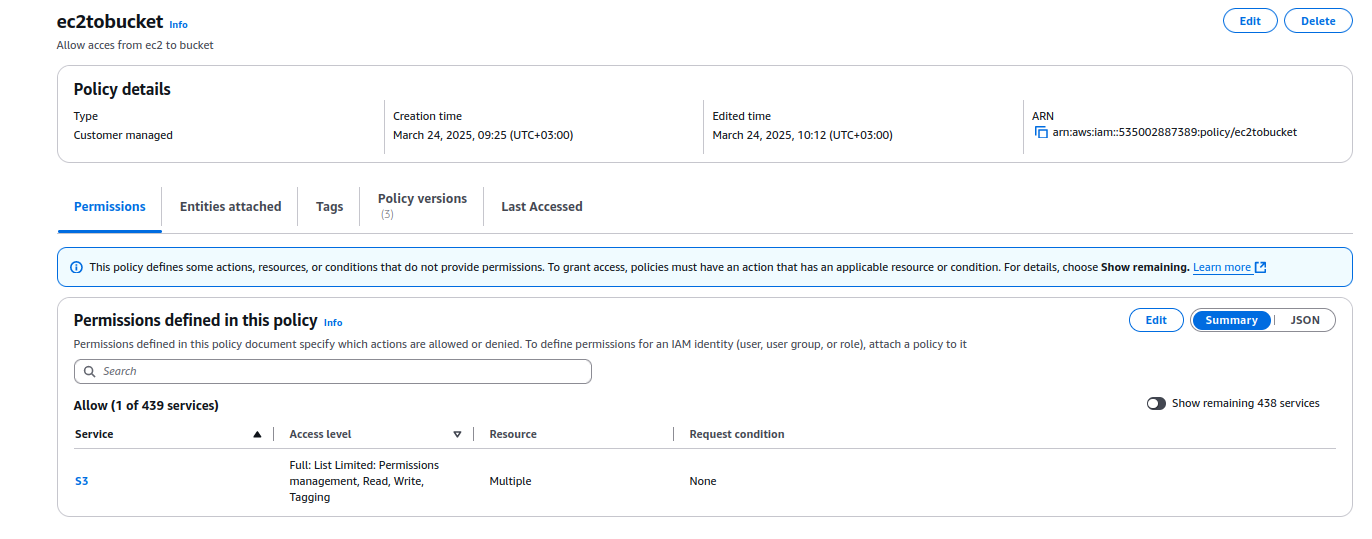 ec2tobucket Info
Edit
Delete
Allow acces from ec2 to bucket
Policy details
Type
Customer managed
Creation time
March 24, 2025, 09:25 (UTC+03:00)
Edited time
March 24, 2025, 10:12 (UTC+03:00)
ARN
arn:aws:iam::535002887389:policy/ec2tobucket
Permissions
Entities attached
Tags
Policy versions
(3)
Last Accessed
This policy defines some actions, resources, or conditions that do not provide permissions. To grant access, policies must have an action that has an applicable resource or condition. For details, choose Show remaining. Learn more
Permissions defined in this policy Info
Edit
Summary
JSON
Permissions defined in this policy document specify which actions are allowed or denied. To define permissions for an IAM identity (user, user group, or role), attach a policy to it
Search
Allow (1 of 439 services)
Show remaining 438 services
Service
Access level
Resource
Request condition
S3
Full: List Limited: Permissions
management, Read, Write,
Tagging
Multiple
None